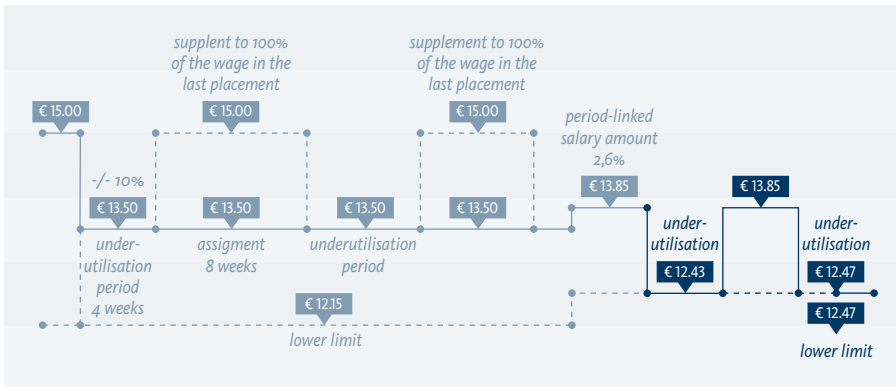 supplent to 100%
of the wage in the
last placement
supplement to 100%
of the wage in the
last placement
€ 15.00
€ 15.00
€ 15.00
period-linked
salary amount
2,6%
-/- 10%
€ 13.85
€ 13.85
€ 13.50
€ 13.50
€ 13.50
€ 13.50
under-
utilisation
period
4 weeks
assigment
8 weeks
underutilisation
period
under-
utilisation
under-
utilisation
€ 12.43
€ 12.47
€ 12.15
lower limit
€ 12.47
lower limit